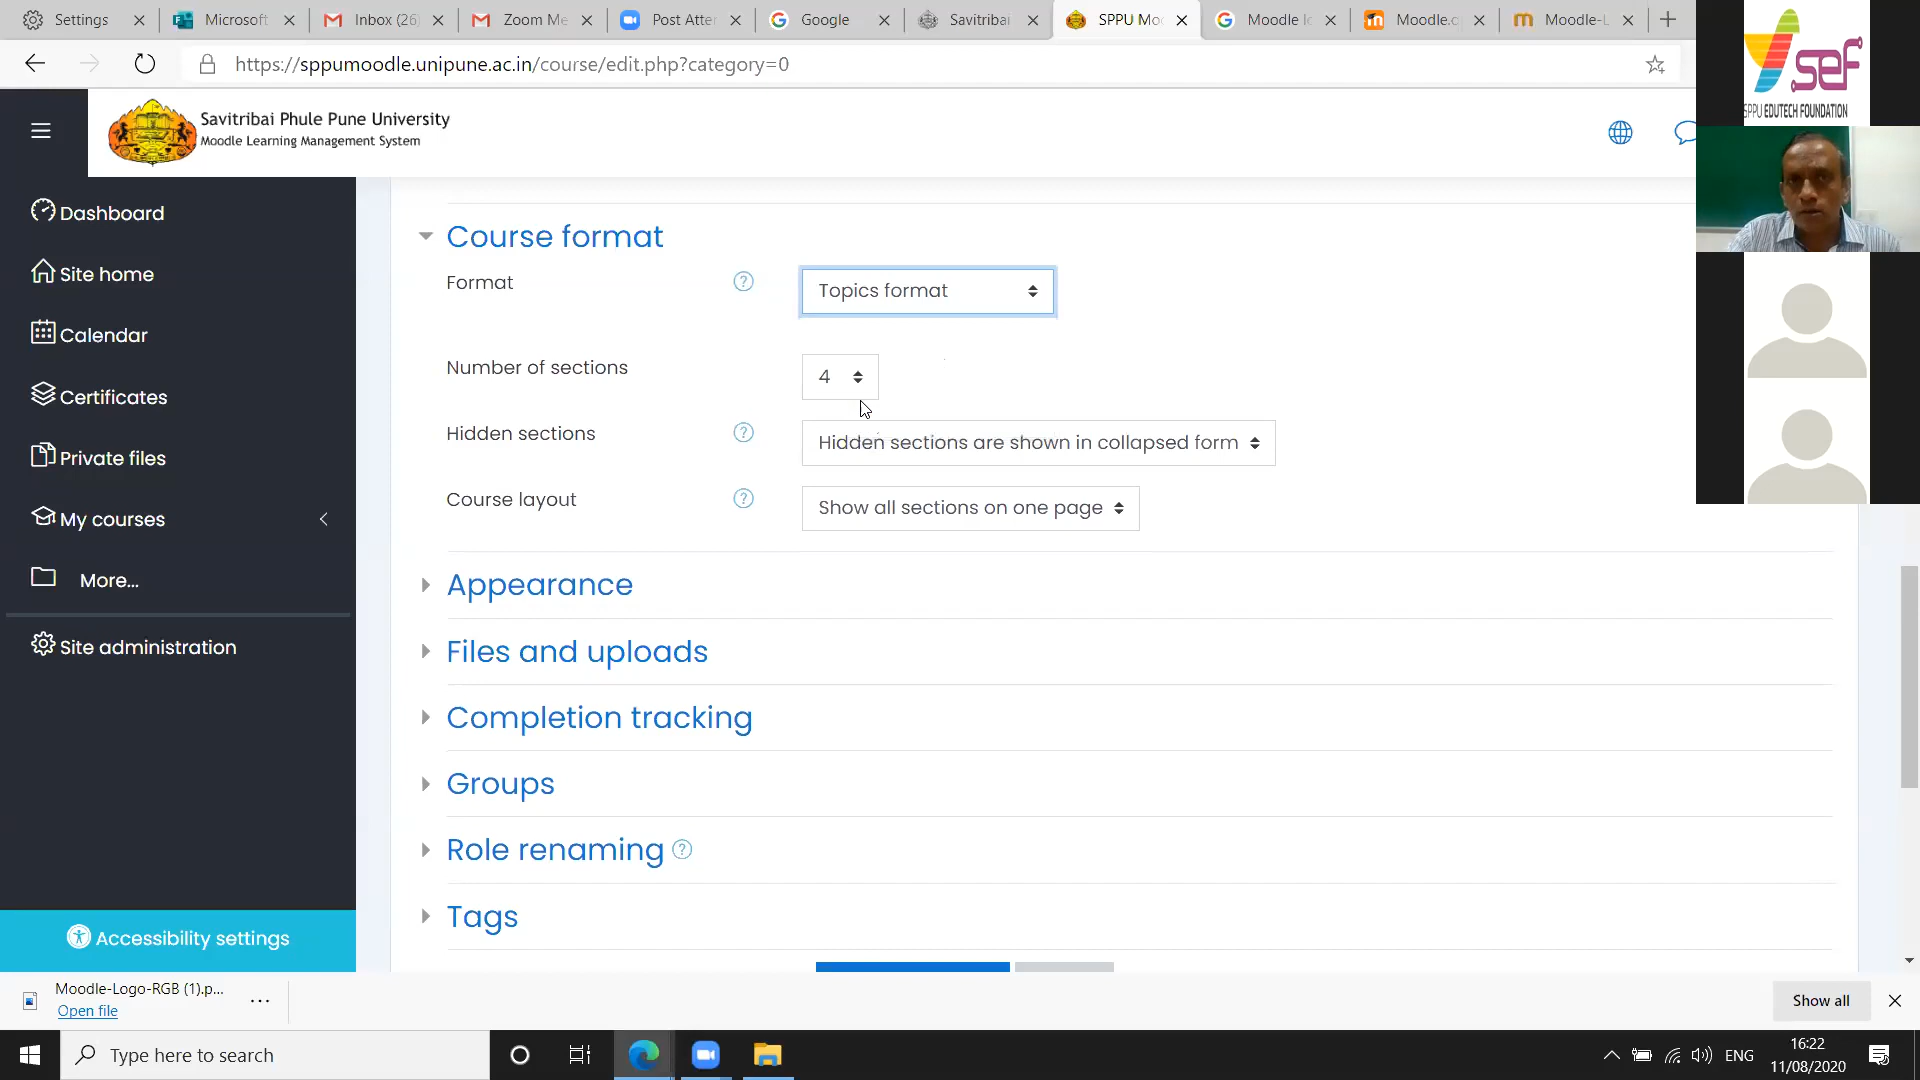 Settings
Microsoft
Inbox (26
Zoom Me
Post Atter
Google
Savitribai
SPPU Moo
Moodle lo
Moodle.o
Moodle-L
https://sppumoodle.unipune.ac.in/course/edit.php?category=0
Savitribai Phule Pune University
Moodle Learning Management System
sef
SPPU EDUTECH FOUNDATION
Dashboard
Site home
Calendar
Certificates
Private files
My courses
More...
Site administration
Accessibility settings
Course format
Format
Topics format
Number of sections
4
Hidden sections
Hidden sections are shown in collapsed form
Course layout
Show all sections on one page
Appearance
Files and uploads
Completion tracking
Groups
Role renaming
Tags
Moodle-Logo-RGB (1).p...
Open file
Show all
Type here to search
ENG
16:22
11/08/2020